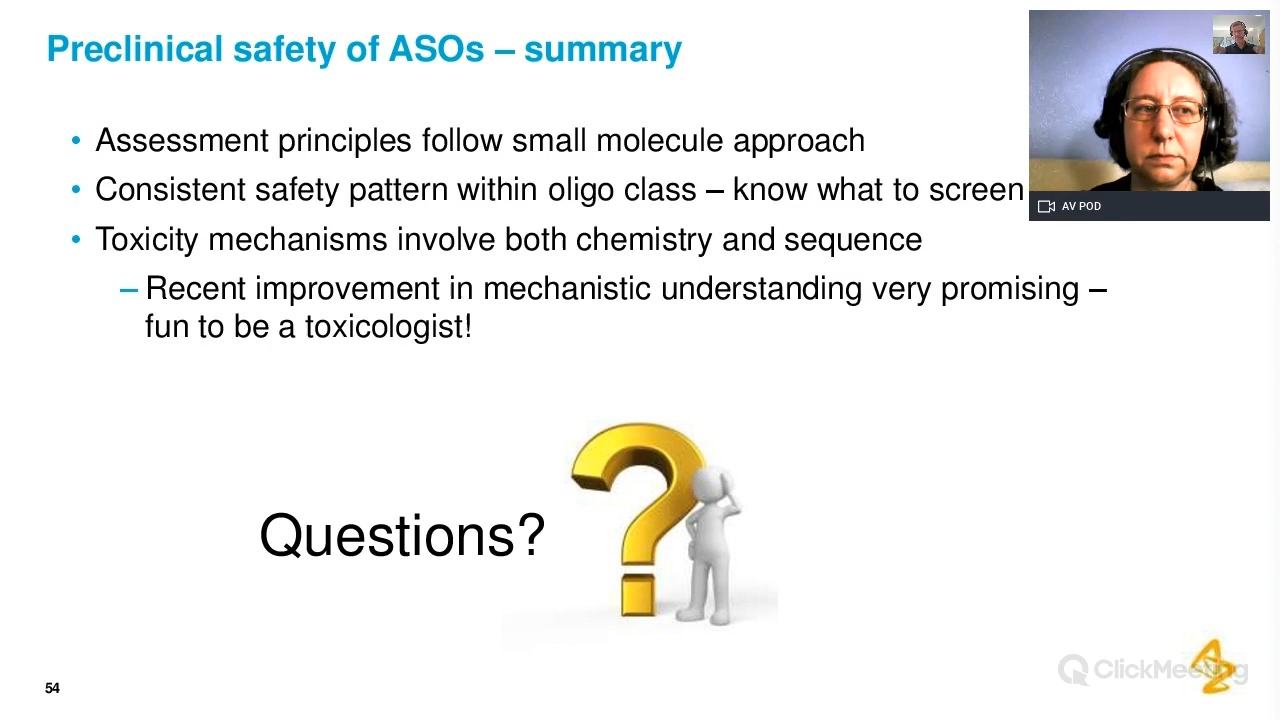 Preclinical safety of ASOs – summary
• Assessment principles follow small molecule approach
• Consistent safety pattern within oligo class – know what to screen
• Toxicity mechanisms involve both chemistry and sequence
– Recent improvement in mechanistic understanding very promising –
fun to be a toxicologist!
Questions?
54
AV POD
ClickMeeting